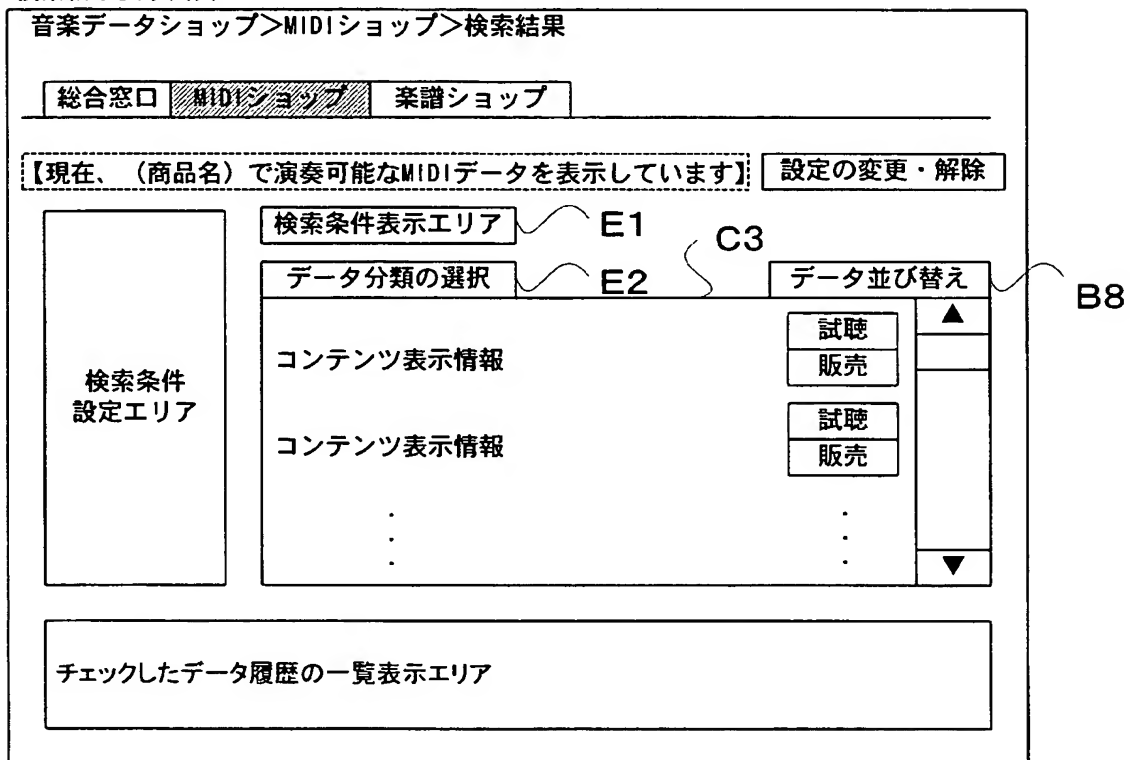 音楽データショップ>MIDIショップ>検索結果
総合窓口 MIDIショップ 楽譜ショップ
【現在、（商品名）で演奏可能なMIDIデータを表示しています】 設定の変更・解除
検索条件表示エリア E1
C3
データ分類の選択 E2 データ並び替え B8
▲
試聴
コンテンツ表示情報
販売
検索条件
設定エリア
試聴
コンテンツ表示情報
販売
▼
チェックしたデータ履歴の一覧表示エリア